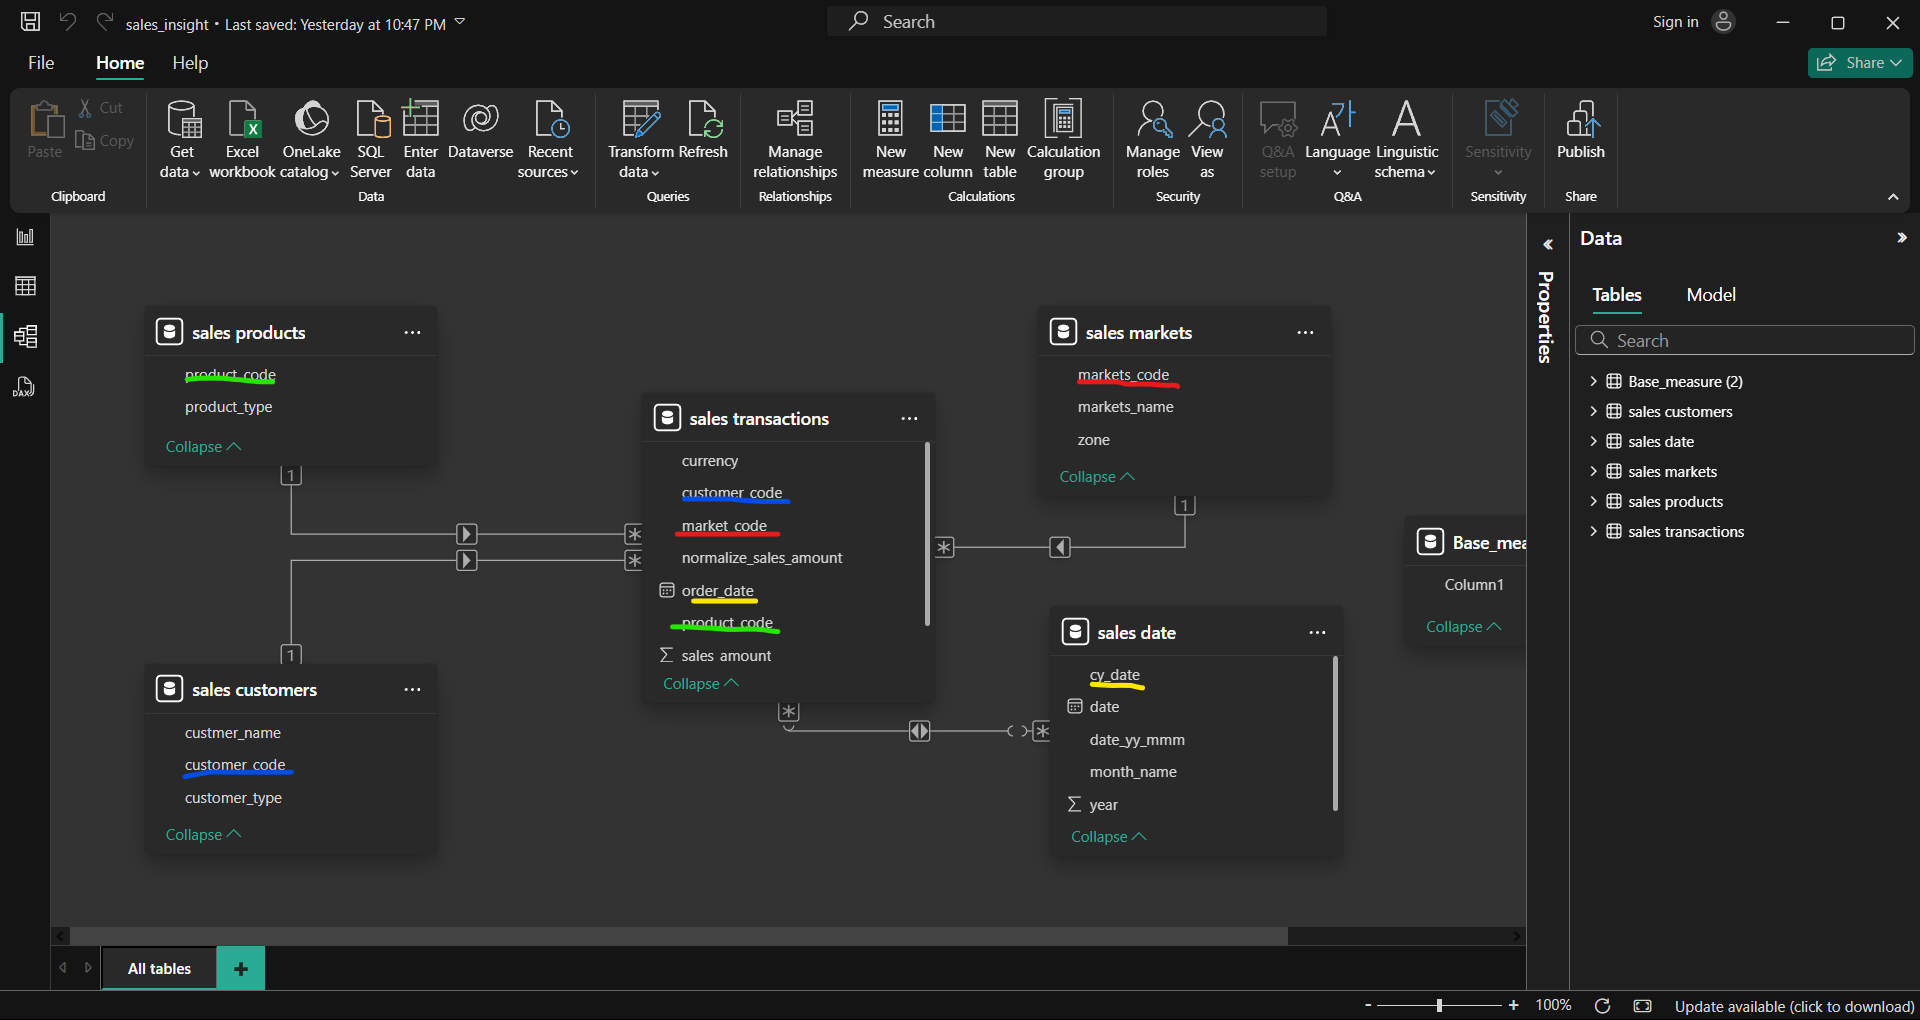 sales_insight • Last saved: Yesterday at 10:47 PM
Search
Sign in
File
Home
Help
Share
Paste
Cut
Copy
Clipboard
Get data
Excel workbook
OneLake catalog
SQL Server
Enter data
Dataverse
Recent sources
Data
Transform data
Refresh
Queries
Manage relationships
Relationships
New measure
New column
New table
Calculation group
Calculations
Manage roles
View as
Security
Q&A setup
Language
Linguistic schema
Q&A
Sensitivity
Sensitivity
Publish
Share
DAX
sales products
product_code
product_type
Collapse
1
*
*
1
sales customers
custmer_name
customer_code
customer_type
Collapse
sales transactions
currency
customer_code
market_code
normalize_sales_amount
order_date
product_code
Σ sales_amount
Collapse
*
*
*
sales markets
markets_code
markets_name
zone
Collapse
1
sales date
cy_date
date
date_yy_mmm
month_name
Σ year
Collapse
Base_mea
Column1
Collapse
Properties
Data
Tables
Model
Search
Base_measure (2)
sales customers
sales date
sales markets
sales products
sales transactions
All tables
+
- + 100%
Update available (click to download)